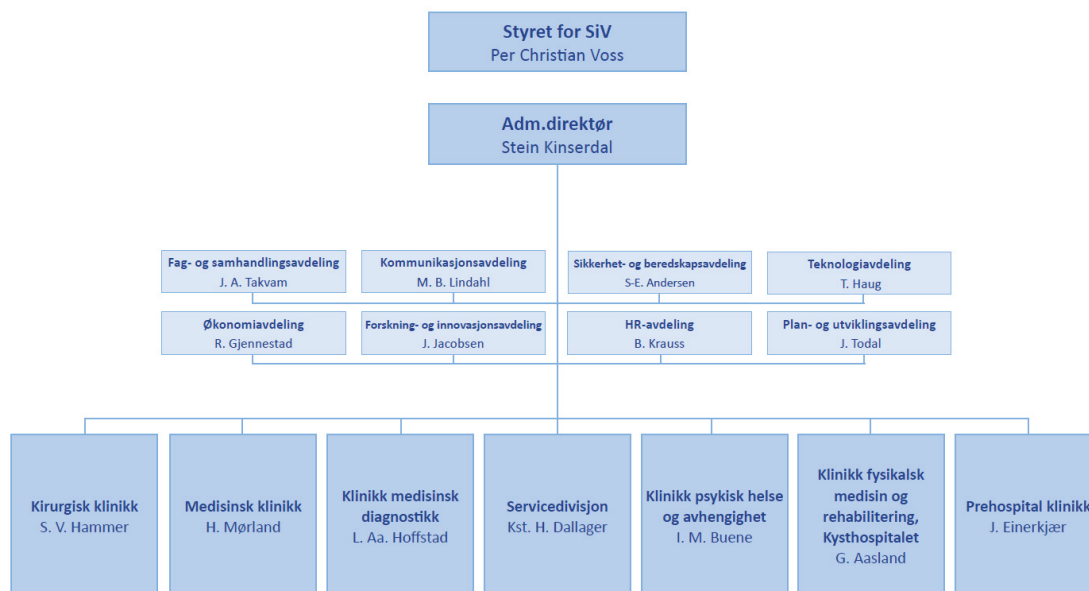 Styret for SiV
Per Christian Voss
Adm.direktør
Stein Kinserdal
Fag- og samhandlingsavdeling
J. A. Takvam
Kommunikasjonsavdeling
M. B. Lindahl
Sikkerhet- og beredskapsavdeling
S-E. Andersen
Teknologiavdeling
T. Haug
Økonomiavdeling
R. Gjennestad
Forskning- og innovasjonsavdeling
J. Jacobsen
HR-avdeling
B. Krauss
Plan- og utviklingsavdeling
J. Todal
Kirurgisk klinikk
S. V. Hammer
Medisinsk klinikk
H. Mørland
Klinikk medisinsk
diagnostikk
L. Aa. Hoffstad
Servicedivisjon
Kst. H. Dallager
Klinikk psykisk helse
og avhengighet
I. M. Buene
Klinikk fysikalsk
medisin og
rehabilitering,
Kysthospitalet
G. Aasland
Prehospital klinikk
J. Einerkjær